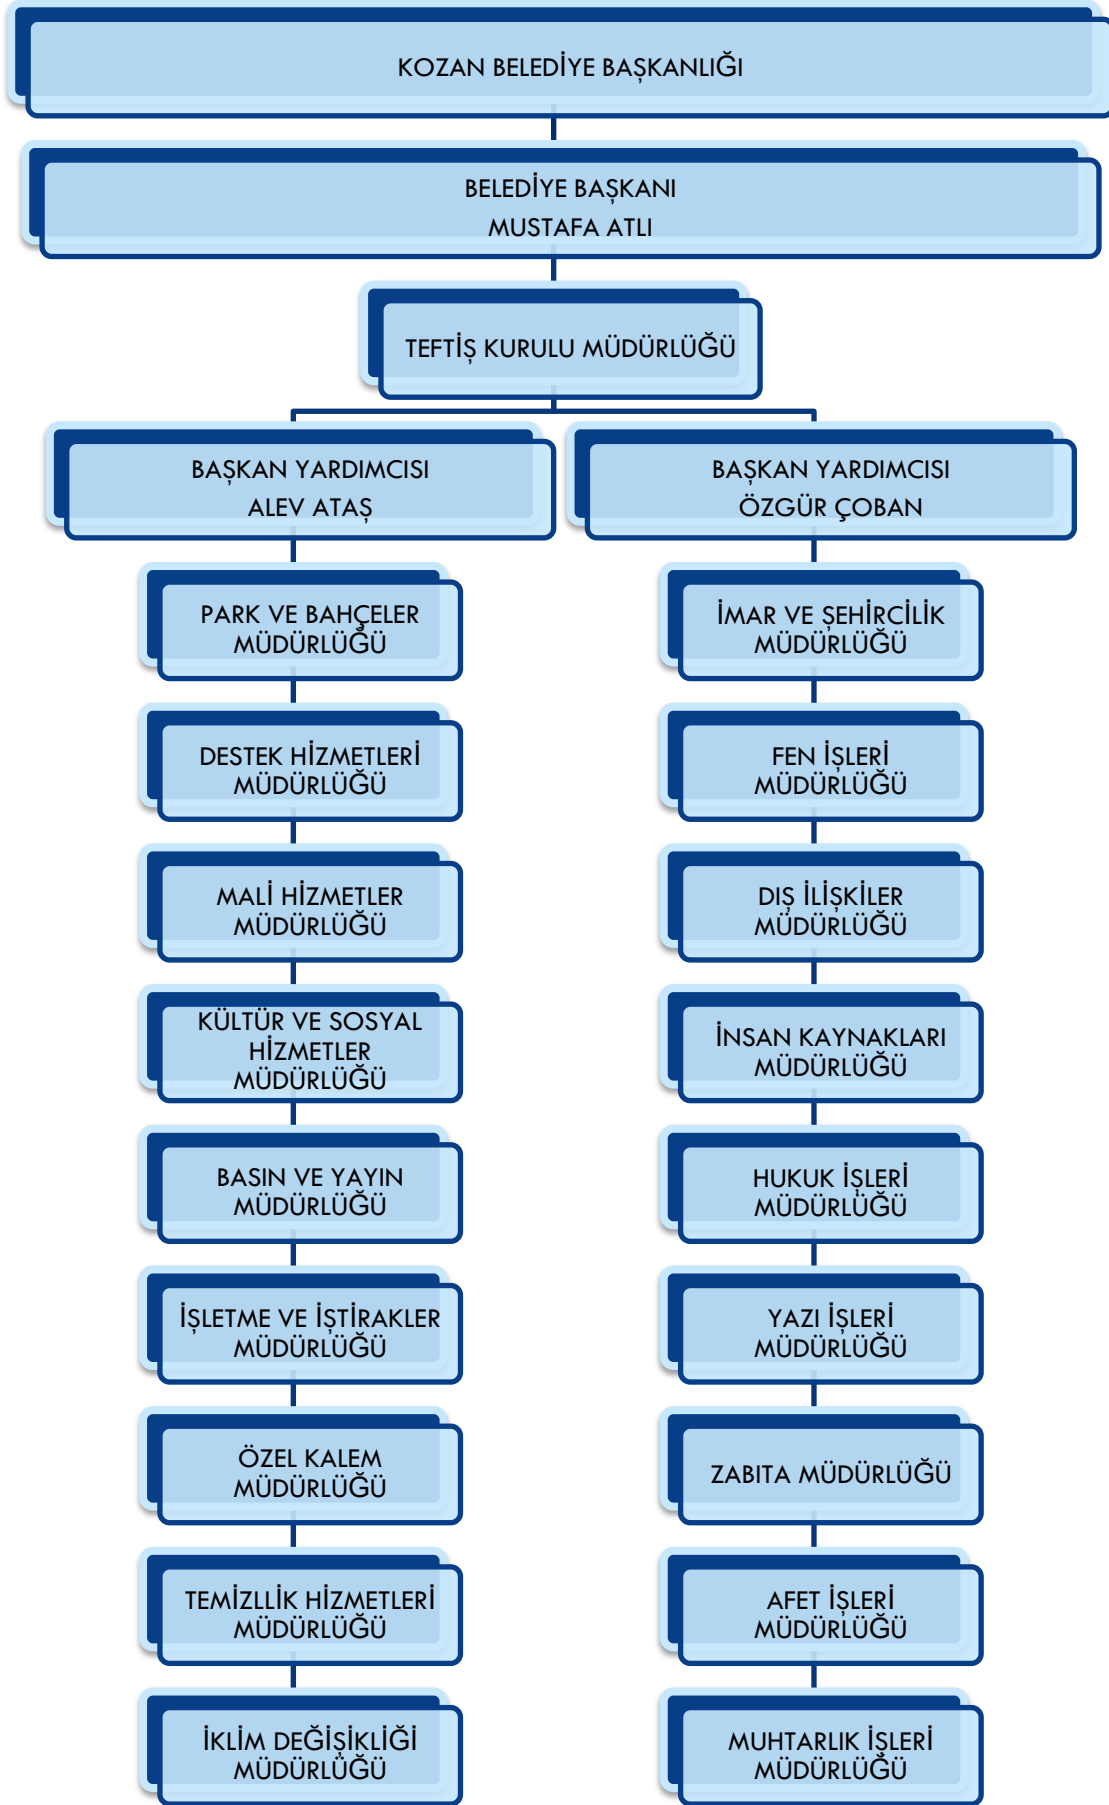 KOZAN BELEDİYE BAŞKANLIĞI
BELEDİYE BAŞKANI
MUSTAFA ATLI
TEFTİŞ KURULU MÜDÜRLÜĞÜ
BAŞKAN YARDIMCISI
ALEV ATAŞ
PARK VE BAHÇELER
MÜDÜRLÜĞÜ
DESTEK HİZMETLERİ
MÜDÜRLÜĞÜ
MALİ HİZMETLER
MÜDÜRLÜĞÜ
KÜLTÜR VE SOSYAL
HİZMETLER
MÜDÜRLÜĞÜ
BASIN VE YAYIN
MÜDÜRLÜĞÜ
İŞLETME VE İŞTİRAKLER
MÜDÜRLÜĞÜ
ÖZEL KALEM
MÜDÜRLÜĞÜ
TEMİZLLİK HİZMETLERİ
MÜDÜRLÜĞÜ
İKLİM DEĞİŞİKLİĞİ
MÜDÜRLÜĞÜ
BAŞKAN YARDIMCISI
ÖZGÜR ÇOBAN
İMAR VE ŞEHİRCİLİK
MÜDÜRLÜĞÜ
FEN İŞLERİ
MÜDÜRLÜĞÜ
DIŞ İLİŞKİLER
MÜDÜRLÜĞÜ
İNSAN KAYNAKLARI
MÜDÜRLÜĞÜ
HUKUK İŞLERİ
MÜDÜRLÜĞÜ
YAZI İŞLERİ
MÜDÜRLÜĞÜ
ZABITA MÜDÜRLÜĞÜ
AFET İŞLERİ
MÜDÜRLÜĞÜ
MUHTARLIK İŞLERİ
MÜDÜRLÜĞÜ